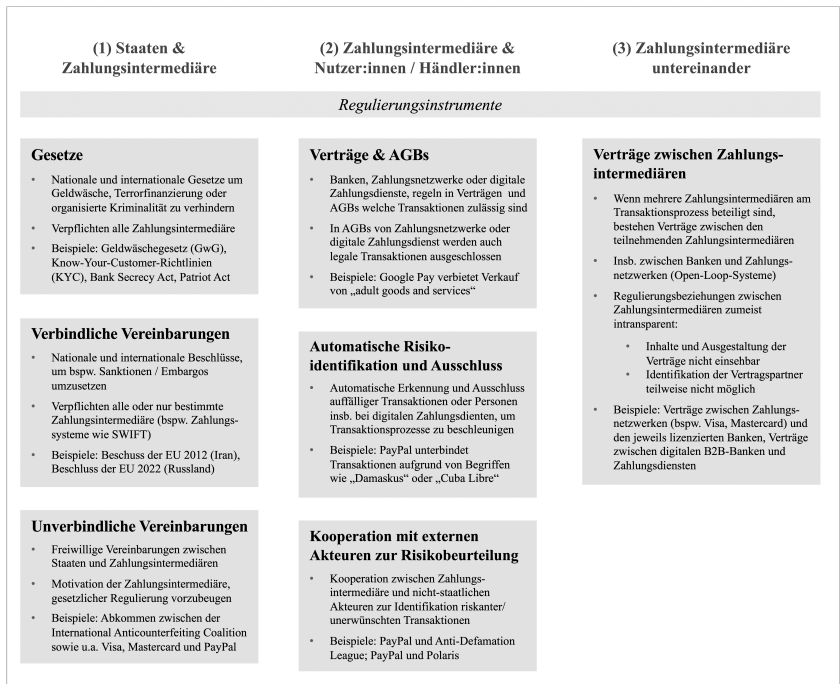 (1) Staaten &
Zahlungsintermediäre
(2) Zahlungsintermediäre &
Nutzer:innen / Händler:innen
(3) Zahlungsintermediäre
untereinander
Regulierungsinstrumente
Gesetze
• Nationale und internationale Gesetze um
Geldwäsche, Terrorfinanzierung oder
organisierte Kriminalität zu verhindern
• Verpflichten alle Zahlungsintermediäre
• Beispiele: Geldwäschegesetz (GwG),
Know-Your-Customer-Richtlinien
(KYC), Bank Secrecy Act, Patriot Act
Verbindliche Vereinbarungen
• Nationale und internationale Beschlüsse,
um bspw. Sanktionen / Embargos
umzusetzen
• Verpflichten alle oder nur bestimmte
Zahlungsintermediäre (bspw. Zahlungs-
systeme wie SWIFT)
• Beispiele: Beschuss der EU 2012 (Iran),
Beschluss der EU 2022 (Russland)
Unverbindliche Vereinbarungen
• Freiwillige Vereinbarungen zwischen
Staaten und Zahlungsintermediären
• Motivation der Zahlungsintermediäre,
gesetzlicher Regulierung vorzubeugen
• Beispiele: Abkommen zwischen der
International Anticounterfeiting Coalition
sowie u.a. Visa, Mastercard und PayPal
Verträge & AGBs
• Banken, Zahlungsnetzwerke oder digitale
Zahlungsdienste, regeln in Verträgen und
AGBs welche Transaktionen zulässig sind
• In AGBs von Zahlungsnetzwerke oder
digitale Zahlungsdienst werden auch
legale Transaktionen ausgeschlossen
• Beispiele: Google Pay verbietet Verkauf
von „adult goods and services“
Automatische Risiko-
identifikation und Ausschluss
• Automatische Erkennung und Ausschluss
auffälliger Transaktionen oder Personen
insb. bei digitalen Zahlungsdienten, um
Transaktionsprozesse zu beschleunigen
• Beispiele: PayPal unterbindet
Transaktionen aufgrund von Begriffen
wie „Damaskus“ oder „Cuba Libre“
Kooperation mit externen
Akteuren zur Risikobeurteilung
• Kooperation zwischen Zahlungs-
intermediäre und nicht-staatlichen
Akteuren zur Identifikation riskanter/
unerwünschten Transaktionen
• Beispiele: PayPal und Anti-Defamation
League; PayPal und Polaris
Verträge zwischen Zahlungs-
intermediären
• Wenn mehrere Zahlungsintermediären am
Transaktionsprozess beteiligt sind,
bestehen Verträge zwischen den
teilnehmenden Zahlungsintermediären
• Insb. zwischen Banken und Zahlungs-
netzwerken (Open-Loop-Systeme)
• Regulierungsbeziehungen zwischen
Zahlungsintermediären zumeist
intransparent:
• Inhalte und Ausgestaltung der
Verträge nicht einsehbar
• Identifikation der Vertragspartner
teilweise nicht möglich
• Beispiele: Verträge zwischen Zahlungs-
netzwerken (bspw. Visa, Mastercard) und
den jeweils lizenzierten Banken, Verträge
zwischen digitalen B2B-Banken und
Zahlungsdiensten